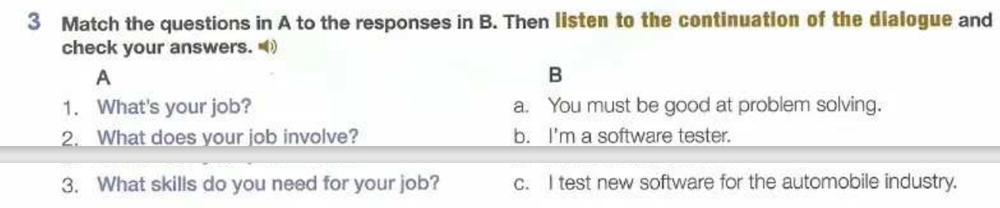 3 Match the questions in A to the responses in B. Then listen to the continuation of the dialogue and
check your answers.
A B
1. What's your job? a. You must be good at problem solving.
2. What does your job involve? b. I'm a software tester.
3. What skills do you need for your job? c. I test new software for the automobile industry.